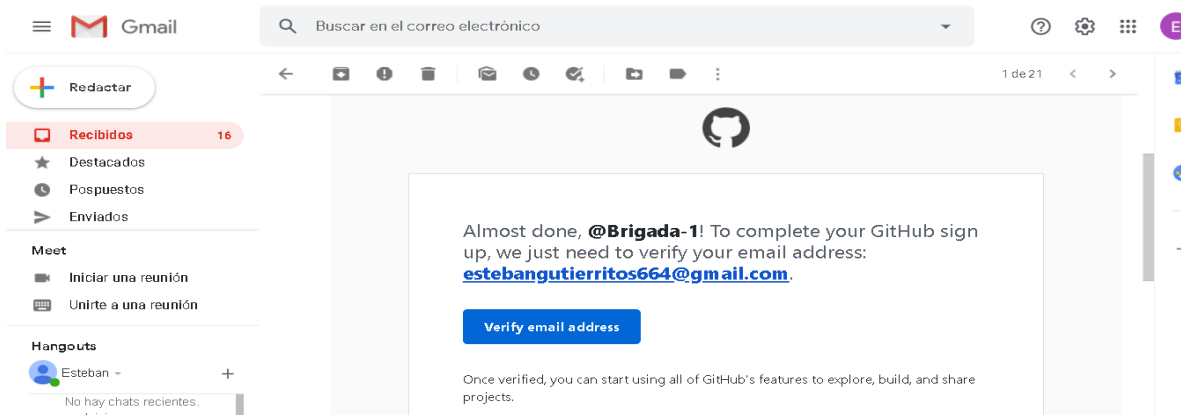 Gmail
Buscar en el correo electrónico
E
Redactar
1 de 21
Recibidos 16
Destacados
Pospuestos
Enviados
Meet
Iniciar una reunión
Unirte a una reunión
Hangouts
Esteban
No hay chats recientes.
Almost done, @Brigada-1! To complete your GitHub sign
up, we just need to verify your email address:
estebangutierritos664@gmail.com.
Verify email address
Once verified, you can start using all of GitHub's features to explore, build, and share
projects.